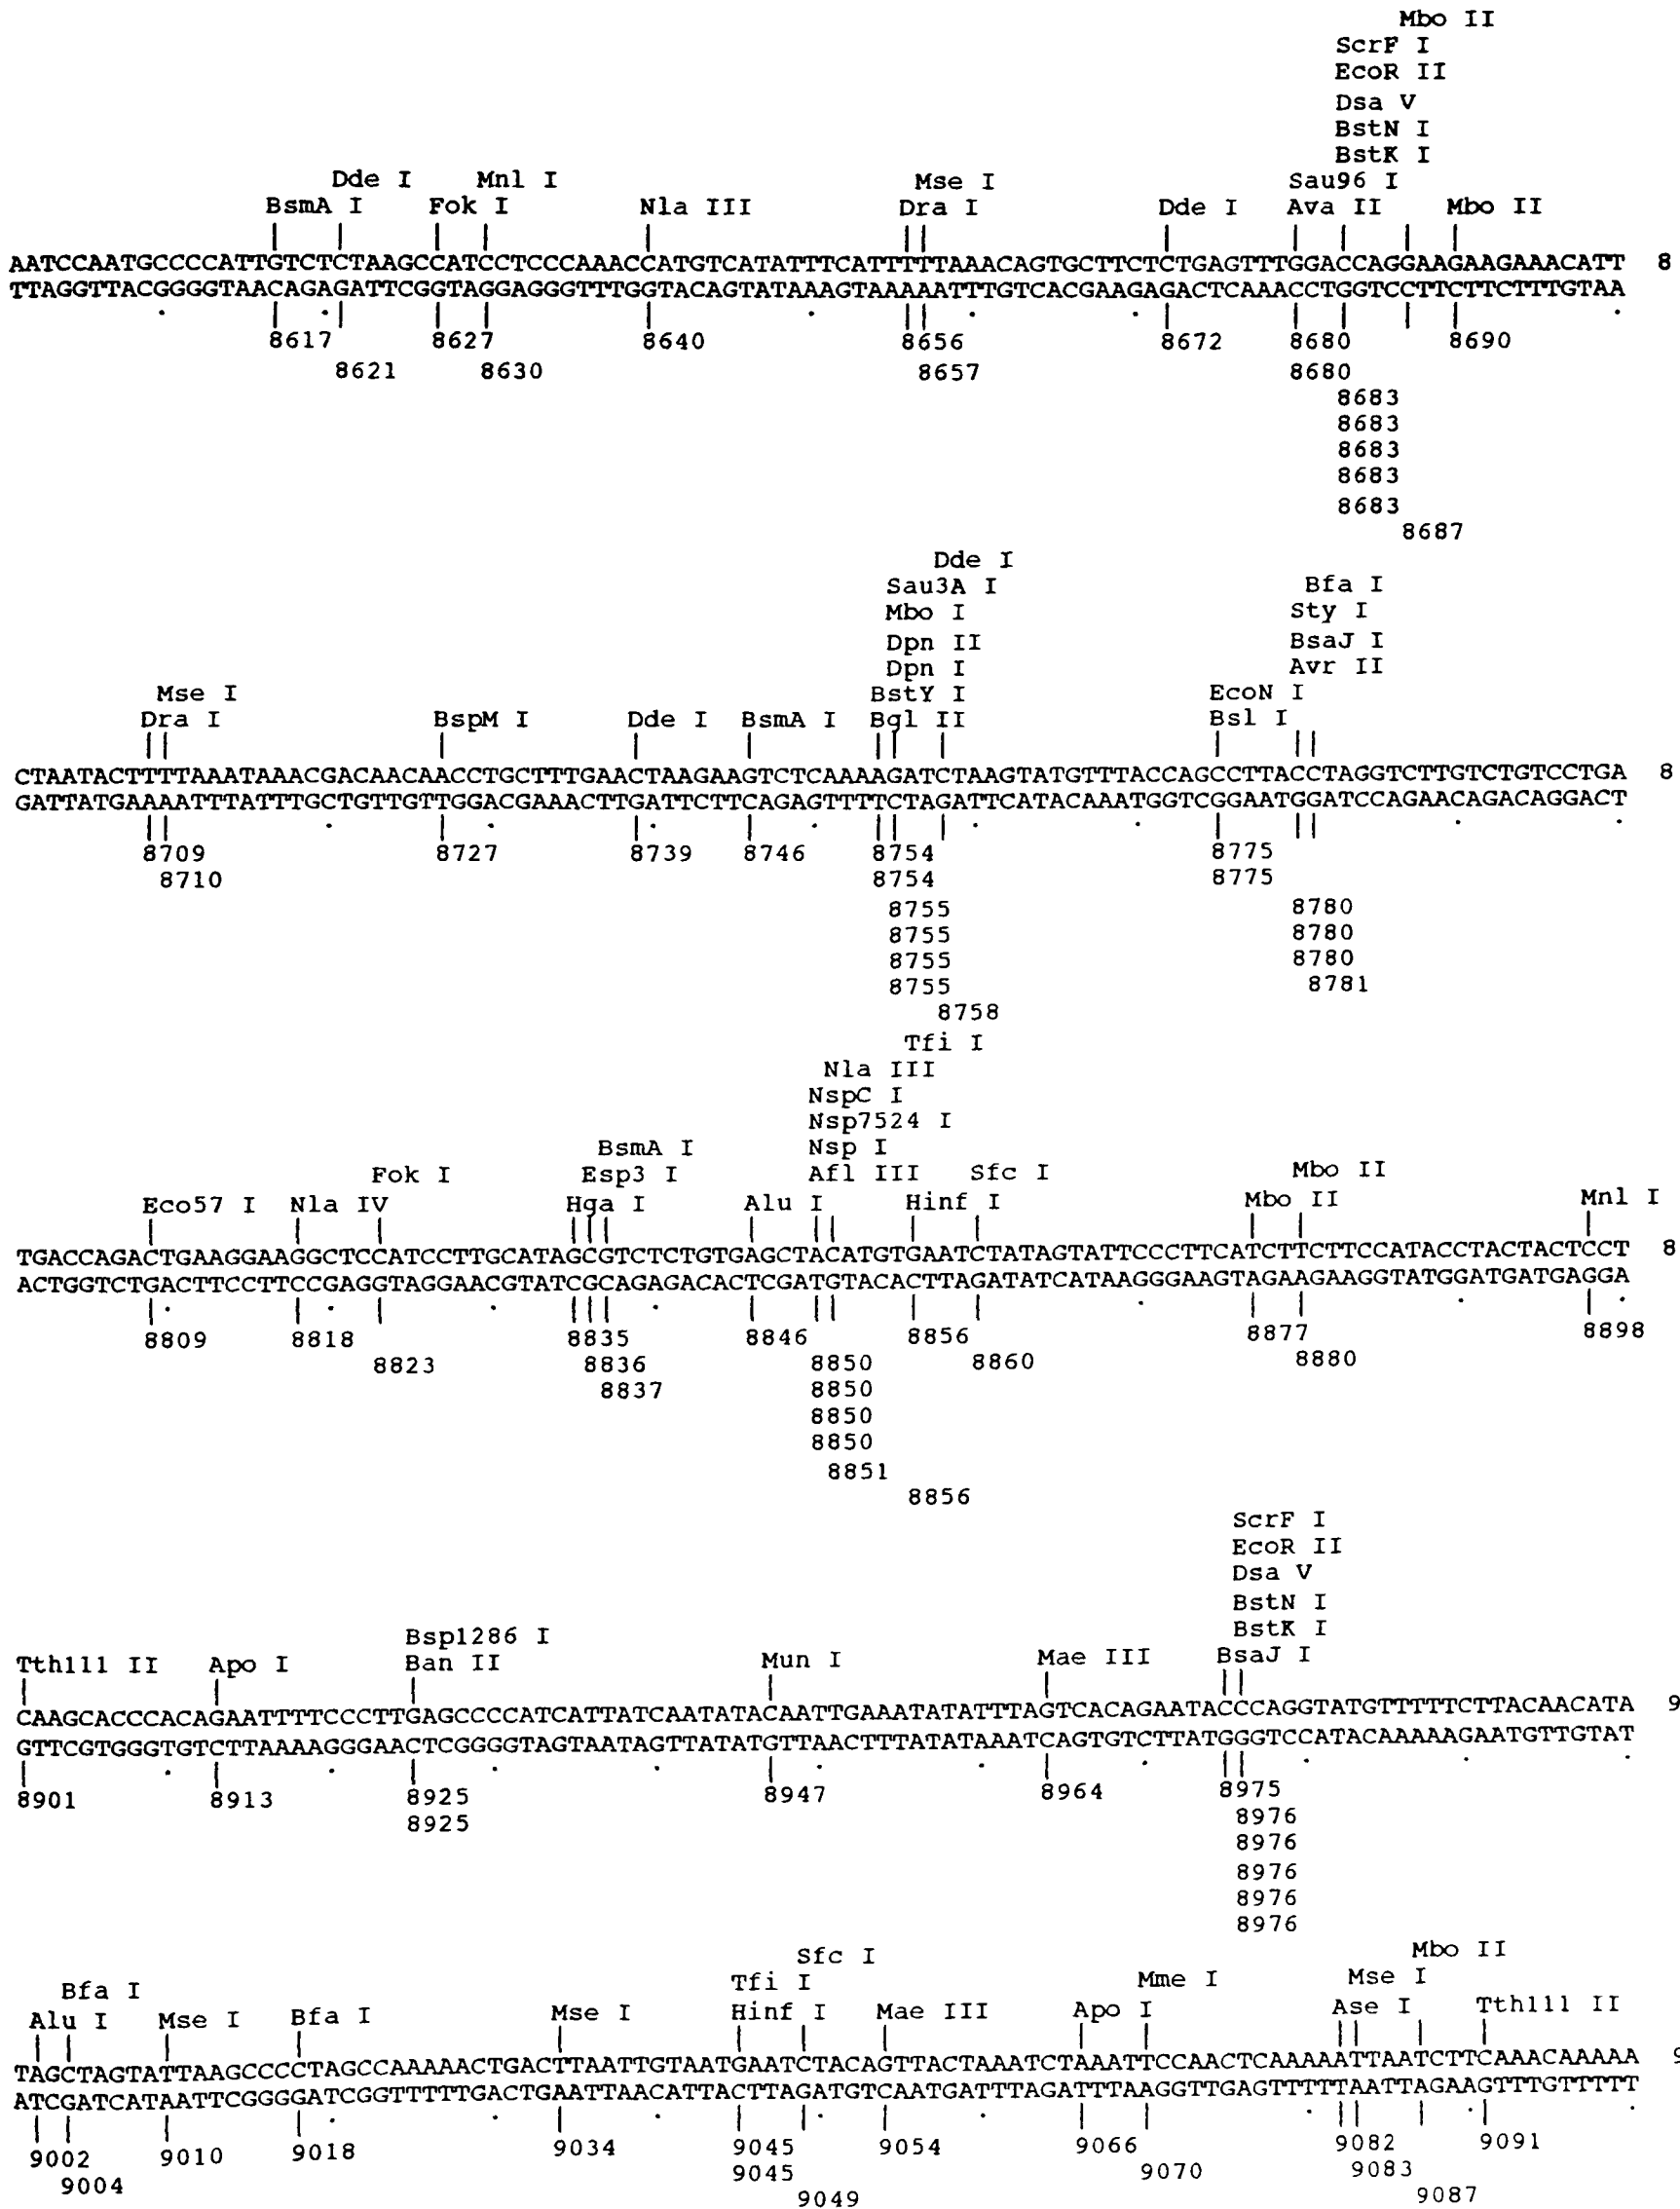 Mbo II
ScrF I
EcoR II
Dsa V
BstN I
BstK I
Dde I Mnl I Mse I Sau96 I
BsmA I Fok I Nla III Dra I Dde I Ava II Mbo II
AATCCAATGCCCCATTGTCTCTAAGCCATCCTCCCAAACCATGTCATATTTCATTTTTAAACAGTGCTTCTCTGAGTTTGGACCAGGAAGAAGAAACATT 8
TTAGGTTACGGGGTAACAGAGATTCGGTAGGAGGGTTTGGTACAGTATAAAGTAAAAATTTGTCACGAAGAGACTCAAACCTGGTCCTTCTTCTTTGTAA
8617 8627 8640 8656 8672 8680 8690
8621 8630 8657 8680
8683
8683
8683
8683
8683
8687
Dde I
Sau3A I Bfa I
Mbo I Sty I
Dpn II BsaJ I
Dpn I Avr II
Mse I BstY I EcoN I
Dra I BspM I Dde I BsmA I Bgl II Bsl I
CTAATACTTTTTAAATAAACGACAACAACCTGCTTTGAACTAAGAAGTCTCAAAAGATCTAAGTATGTTTACCAGCCTTACCTAGGTCTTGTCTGTCCTGA 8
GATTATGAAAAATTTATTTGCTGTTGTTGGACGAAACTTGATTCTTCAGAGTTTTCTAGATTCATACAAATGGTCGGAATGGATCCAGAACAGACAGGACT
8709 8727 8739 8746 8754 8775
8710 8754 8775
8755 8780
8755 8780
8755 8780
8755 8781
8758
Tfi I
Nla III
NspC I
Nsp7524 I
BsmA I Nsp I
Fok I Esp3 I Afl III Sfc I Mbo II
Eco57 I Nla IV Hga I Alu I Hinf I Mbo II Mnl I
TGACCAGACTGAAGGAAGGCTCCATCCTTGCATAGCGTCTCTGTGAGCTACATGTGAATCTATAGTATTCCCTTCATCTTCTTCCATACCTACTACTCCT 8
ACTGGTCTGACTTCCTTCCGAGGTAGGAACGTATCGCAGAGACACTCGATGTACACTTAGATATCATAAGGGAAGTAGAAGAAGGTATGGATGATGAGGA
8809 8818 8835 8846 8856 8877 8898
8823 8836 8850 8860 8880
8837 8850
8850
8850
8851
8856
ScrF I
EcoR II
Dsa V
BstN I
Bsp1286 I BstK I
Tth111 II Apo I Ban II Mun I Mae III BsaJ I
CAAGCACCCACAGAATTTTCCCTTGAGCCCCATCATTATCAATATACAATTGAAATATATTTAGTCACAGAATACCCAGGTATGTTTTTCTTACAACATA 9
GTTCGTGGGTGTCTTAAAAGGGAACTCGGGGTAGTAATAGTTATATGTTAACTTTATATAAATCAGTGTCTTATGGGTCCATACAAAAAGAATGTTGTAT
8901 8913 8925 8947 8964 8975
8925 8976
8976
8976
8976
8976
Sfc I Mbo II
Bfa I Tfi I Mme I Mse I
Alu I Mse I Bfa I Mse I Hinf I Mae III Apo I Ase I Tth111 II
TAGCTAGTATTAAGCCCCTAGCCAAAAACTGACTTAATTGTAATGAATCTACAGTTACTAAATCTAAATTCCAACTCAAAAATTAATCTTCAAACAAAAA 9
ATCGATCATAATTCGGGGATCGGTTTTTGACTGAATTAACATTACTTAGATGTCAATGATTTAGATTTAAGGTTGAGTTTTTAATTAGAAGTTTGTTTTT
9002 9010 9018 9034 9045 9054 9066 9082 9091
9004 9045 9070 9083
9049 9087